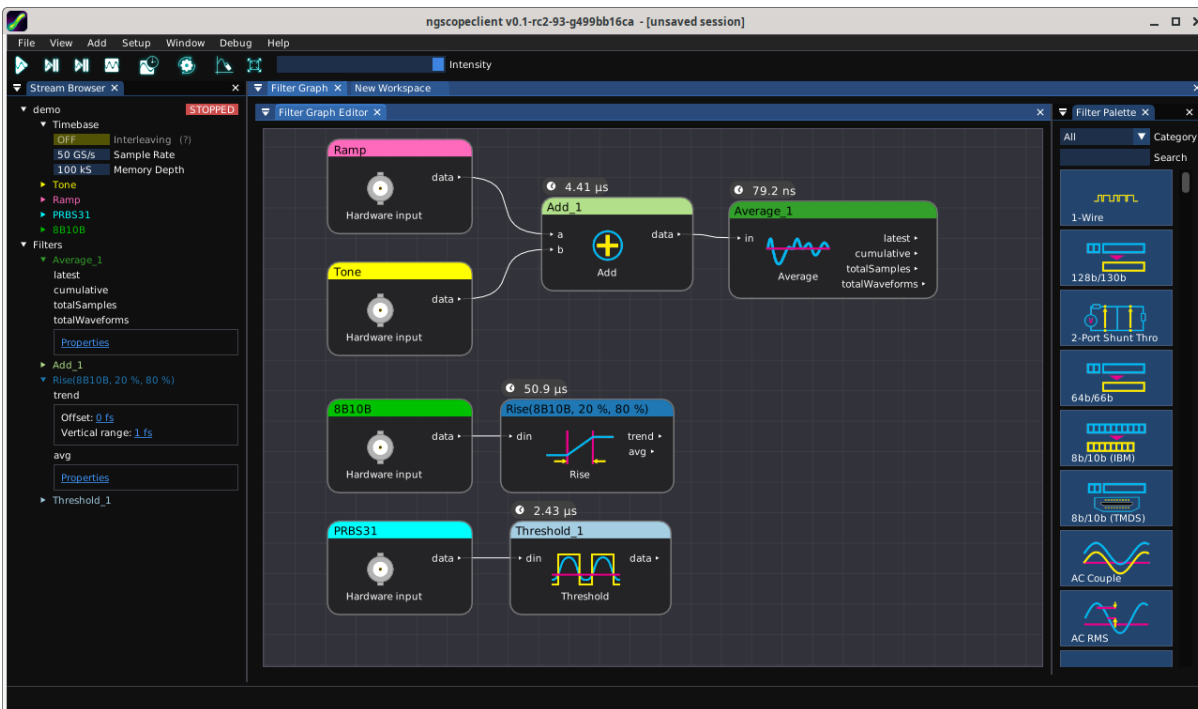 ngscopeclient v0.1-rc2-93-g499bb16ca - [unsaved session]
File View Add Setup Window Debug Help
Intensity
Stream Browser
demo STOPPED
Timebase
OFF Interleaving (?)
50 GS/s Sample Rate
100 kS Memory Depth
Tone
Ramp
PRBS31
8B10B
Filters
Average_1
latest
cumulative
totalSamples
totalWaveforms
Properties
Add_1
Rise(8B10B, 20 %, 80 %)
trend
Offset: 0 fs
Vertical range: 1 fs
avg
Properties
Threshold_1
Filter Graph New Workspace
Filter Graph Editor
Ramp
data
Hardware input
Tone
data
Hardware input
4.41 µs
Add_1
a
b
data
Add
79.2 ns
Average_1
in
latest
cumulative
totalSamples
totalWaveforms
Average
8B10B
data
Hardware input
50.9 µs
Rise(8B10B, 20 %, 80 %)
din
trend
avg
Rise
PRBS31
data
Hardware input
2.43 µs
Threshold_1
din
data
Threshold
Filter Palette
All Category
Search
1-Wire
128b/130b
2-Port Shunt Thro
64b/66b
8b/10b (IBM)
8b/10b (TMDS)
AC Couple
AC RMS